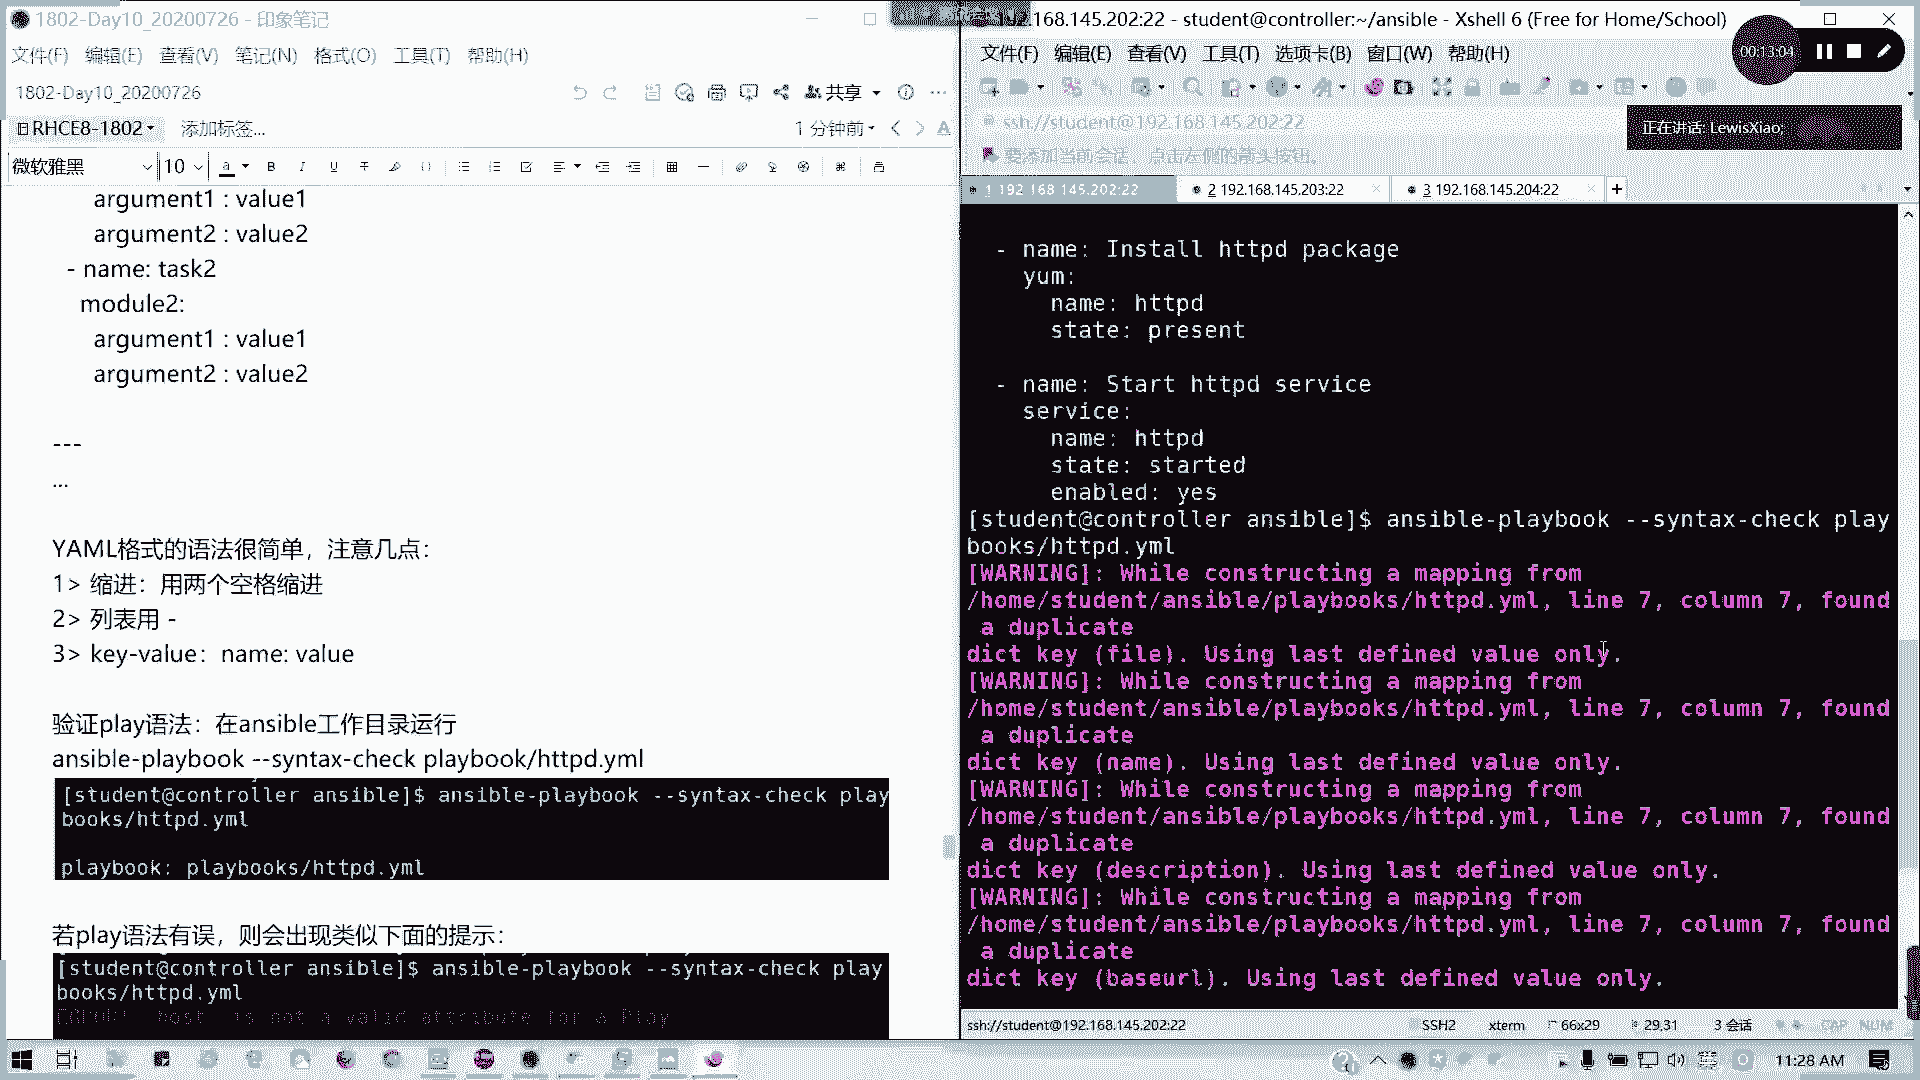 1802-Day10_20200726 - 印象笔记
文件(F) 编辑(E) 查看(V) 笔记(N) 格式(O) 工具(T) 帮助(H)
1802-Day10_20200726
共享
RHCE8-1802
添加标签...
1 分钟前
微软雅黑
10
argument1 : value1
argument2 : value2
- name: task2
module2:
argument1 : value1
argument2 : value2
---
...
YAML格式的语法很简单，注意几点：
1> 缩进：用两个空格缩进
2> 列表用 -
3> key-value：name: value
验证play语法：在ansible工作目录运行
ansible-playbook --syntax-check playbook/httpd.yml
[student@controller ansible]$ ansible-playbook --syntax-check play
books/httpd.yml
playbook: playbooks/httpd.yml
若play语法有误，则会出现类似下面的提示：
[student@controller ansible]$ ansible-playbook --syntax-check play
books/httpd.yml
is not a valid attribute for a Play
.168.145.202:22 - student@controller:~/ansible - Xshell 6 (Free for Home/School)
文件(F) 编辑(E) 查看(V) 工具(T) 选项卡(B) 窗口(W) 帮助(H)
00:13:04
ssh://student@192.168.145.202:22
正在讲话: LewisXiao;
要添加当前会话，点击左侧的箭头按钮。
1 192.168.145.202:22
2 192.168.145.203:22
3 192.168.145.204:22
- name: Install httpd package
yum:
name: httpd
state: present
- name: Start httpd service
service:
name: httpd
state: started
enabled: yes
[student@controller ansible]$ ansible-playbook --syntax-check play
books/httpd.yml
[WARNING]: While constructing a mapping from
/home/student/ansible/playbooks/httpd.yml, line 7, column 7, found
a duplicate
dict key (file). Using last defined value only.
[WARNING]: While constructing a mapping from
/home/student/ansible/playbooks/httpd.yml, line 7, column 7, found
a duplicate
dict key (name). Using last defined value only.
[WARNING]: While constructing a mapping from
/home/student/ansible/playbooks/httpd.yml, line 7, column 7, found
a duplicate
dict key (description). Using last defined value only.
[WARNING]: While constructing a mapping from
/home/student/ansible/playbooks/httpd.yml, line 7, column 7, found
a duplicate
dict key (baseurl). Using last defined value only.
ssh://student@192.168.145.202:22
SSH2
xterm
66x29
29,31
3 会话
CAP NUM
11:28 AM